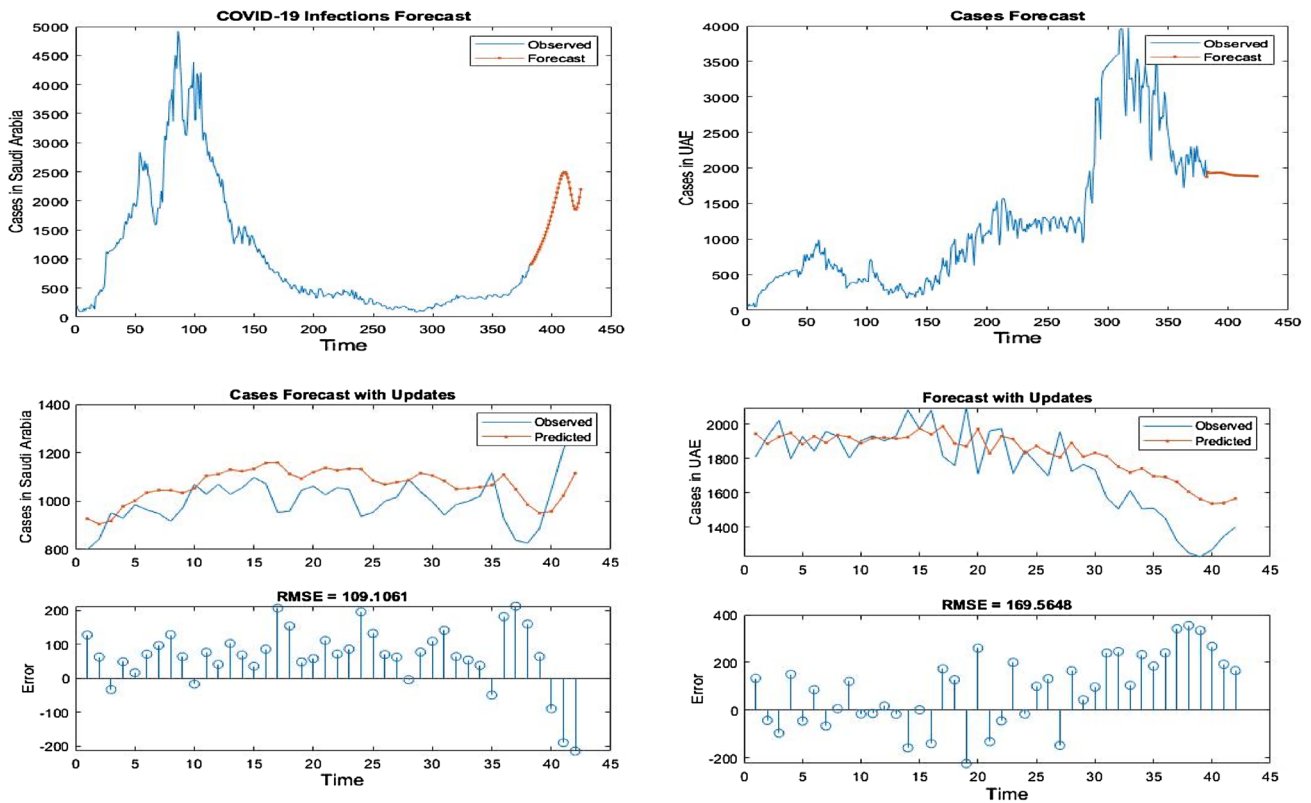 COVID-19 Infections Forecast
5000
4500
4000
3500
3000
2500
2000
1500
1000
500
0
Cases in Saudi Arabia
Observed
Forecast
0 50 100 150 200 250 300 350 400 450
Time
Cases Forecast
4000
3500
3000
2500
2000
1500
1000
500
0
Cases in UAE
Observed
Forecast
0 50 100 150 200 250 300 350 400 450
Time
Cases Forecast with Updates
1400
1200
1000
800
Cases in Saudi Arabia
Observed
Predicted
0 5 10 15 20 25 30 35 40 45
RMSE = 109.1061
200
100
0
-100
-200
Error
0 5 10 15 20 25 30 35 40 45
Time
Forecast with Updates
2000
1800
1600
1400
Cases in UAE
Observed
Predicted
0 5 10 15 20 25 30 35 40 45
RMSE = 169.5648
400
200
0
-200
Error
0 5 10 15 20 25 30 35 40 45
Time